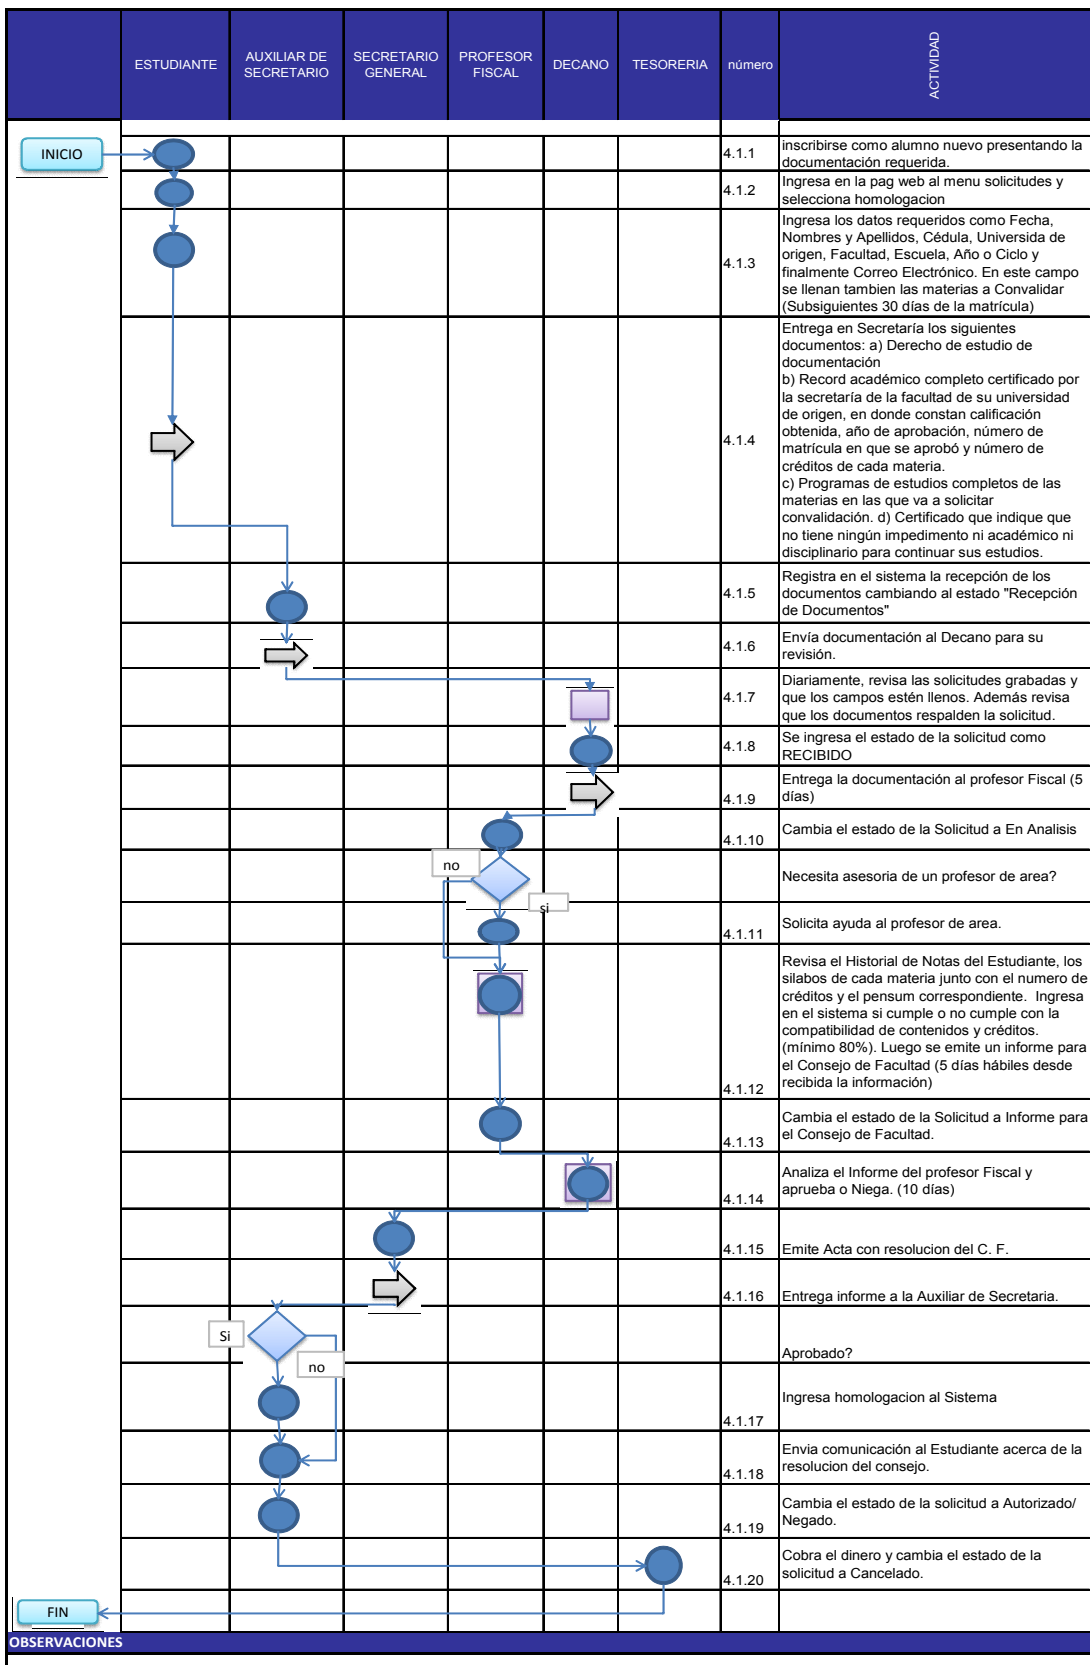 ESTUDIANTE
AUXILIAR DE
SECRETARIO
SECRETARIO
GENERAL
PROFESOR
FISCAL
DECANO
TESORERIA
número
ACTIVIDAD
INICIO
4.1.1
inscribirse como alumno nuevo presentando la
documentación requerida.
4.1.2
Ingresa en la pag web al menu solicitudes y
selecciona homologacion
4.1.3
Ingresa los datos requeridos como Fecha,
Nombres y Apellidos, Cédula, Universida de
origen, Facultad, Escuela, Año o Ciclo y
finalmente Correo Electrónico. En este campo
se llenan tambien las materias a Convalidar
(Subsiguientes 30 días de la matrícula)
4.1.4
Entrega en Secretaría los siguientes
documentos: a) Derecho de estudio de
documentación
b) Record académico completo certificado por
la secretaría de la facultad de su universidad
de origen, en donde constan calificación
obtenida, año de aprobación, número de
matrícula en que se aprobó y número de
créditos de cada materia.
c) Programas de estudios completos de las
materias en las que va a solicitar
convalidación. d) Certificado que indique que
no tiene ningún impedimento ni académico ni
disciplinario para continuar sus estudios.
4.1.5
Registra en el sistema la recepción de los
documentos cambiando al estado "Recepción
de Documentos"
4.1.6
Envía documentación al Decano para su
revisión.
4.1.7
Diariamente, revisa las solicitudes grabadas y
que los campos estén llenos. Además revisa
que los documentos respalden la solicitud.
4.1.8
Se ingresa el estado de la solicitud como
RECIBIDO
4.1.9
Entrega la documentación al profesor Fiscal (5
días)
4.1.10
Cambia el estado de la Solicitud a En Analisis
no
si
Necesita asesoria de un profesor de area?
4.1.11
Solicita ayuda al profesor de area.
4.1.12
Revisa el Historial de Notas del Estudiante, los
silabos de cada materia junto con el numero de
créditos y el pensum correspondiente.  Ingresa
en el sistema si cumple o no cumple con la
compatibilidad de contenidos y créditos.
(mínimo 80%). Luego se emite un informe para
el Consejo de Facultad (5 días hábiles desde
recibida la información)
4.1.13
Cambia el estado de la Solicitud a Informe para
el Consejo de Facultad.
4.1.14
Analiza el Informe del profesor Fiscal y
aprueba o Niega. (10 días)
4.1.15
Emite Acta con resolucion del C. F.
4.1.16
Entrega informe a la Auxiliar de Secretaria.
Si
no
Aprobado?
4.1.17
Ingresa homologacion al Sistema
4.1.18
Envia comunicación al Estudiante acerca de la
resolucion del consejo.
4.1.19
Cambia el estado de la solicitud a Autorizado/
Negado.
4.1.20
Cobra el dinero y cambia el estado de la
solicitud a Cancelado.
FIN
OBSERVACIONES